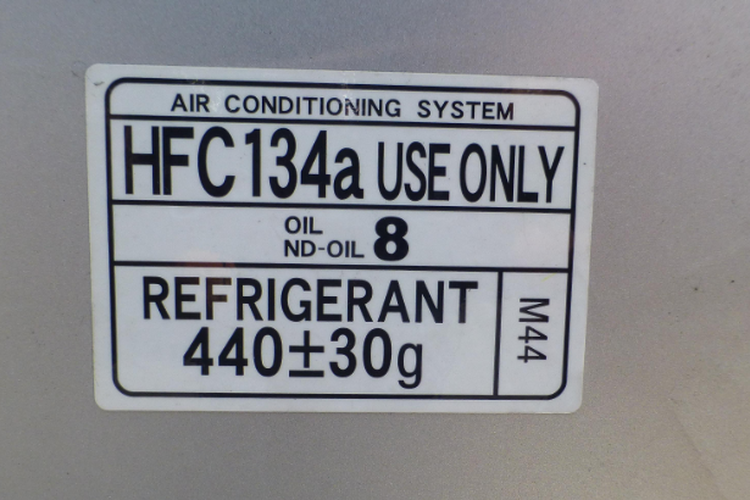 AIR CONDITIONING SYSTEM
HFC134a USE ONLY
OIL
ND-OIL 8
REFRIGERANT
440±30g
M44